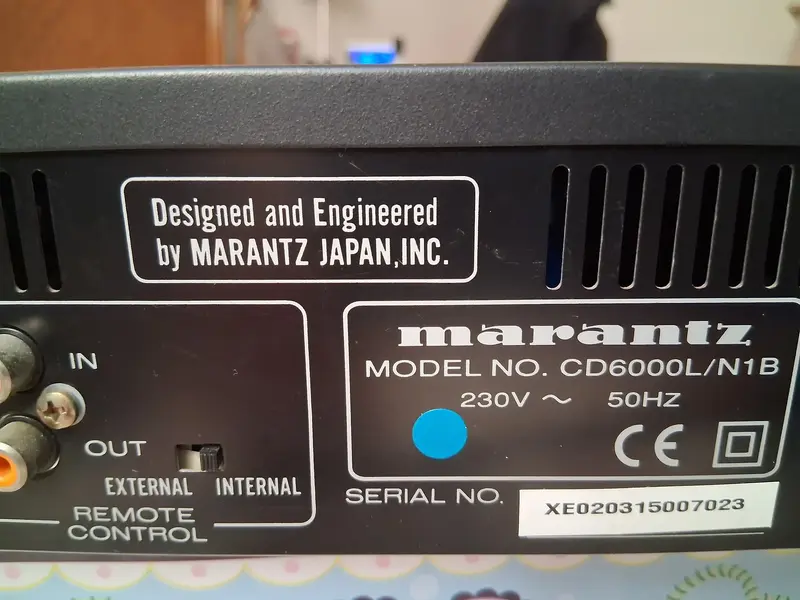 Designed and Engineered
by MARANTZ JAPAN,INC.
IN
OUT
EXTERNAL INTERNAL
REMOTE
CONTROL
marantz
MODEL NO. CD6000L/N1B
230V ～ 50HZ
CE
SERIAL NO. XE020315007023